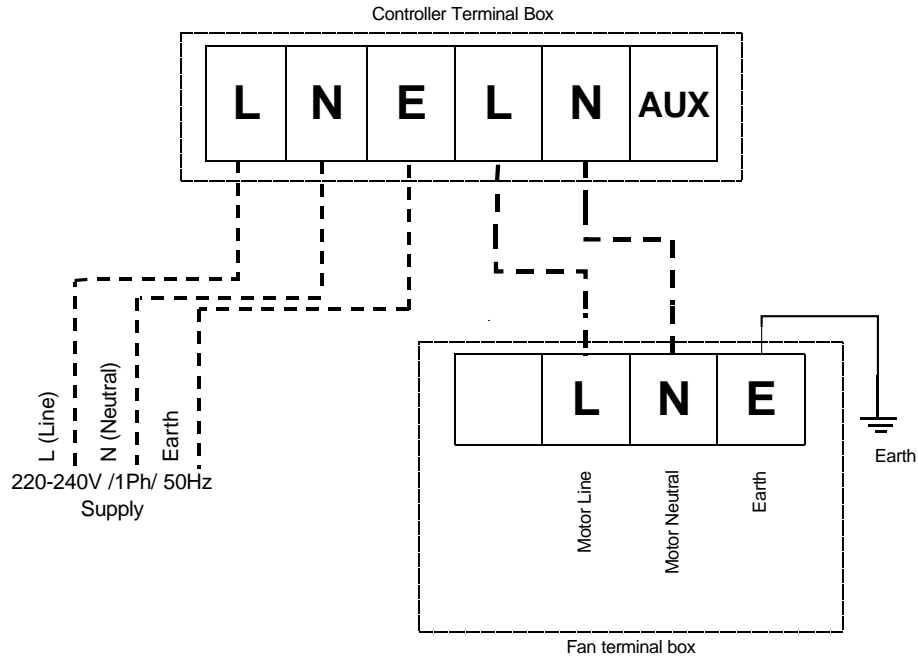 Controller Terminal Box
L N E L N AUX
L (Line)
N (Neutral)
Earth
220-240V /1Ph/ 50Hz
Supply
L N E
Earth
Motor Line
Motor Neutral
Earth
Fan terminal box